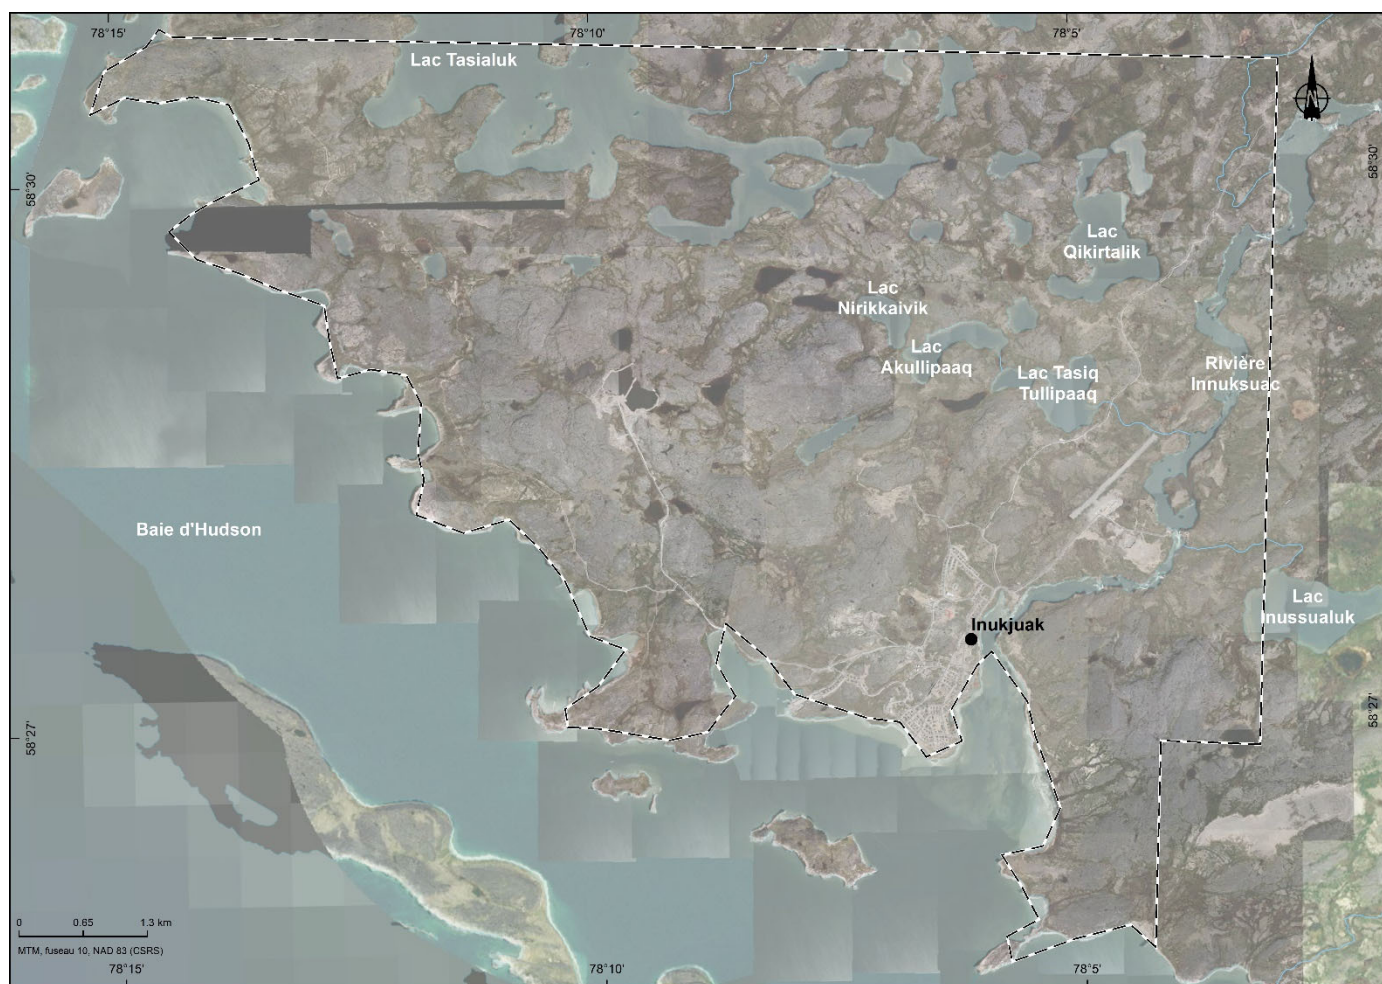 78°15'
78°10'
78°5'
Lac Tasialuk
N
58°30'
58°30'
Lac
Qikirtalik
Lac
Nirikkaivik
Lac
Akullipaaq
Lac Tasiq
Tullipaaq
Rivière
Innuksuac
Baie d'Hudson
Lac
Inussualuk
Inukjuak
58°27'
58°27'
0 0.65 1.3 km
MTM, fuseau 10, NAD 83 (CSRS)
78°15'
78°10'
78°5'